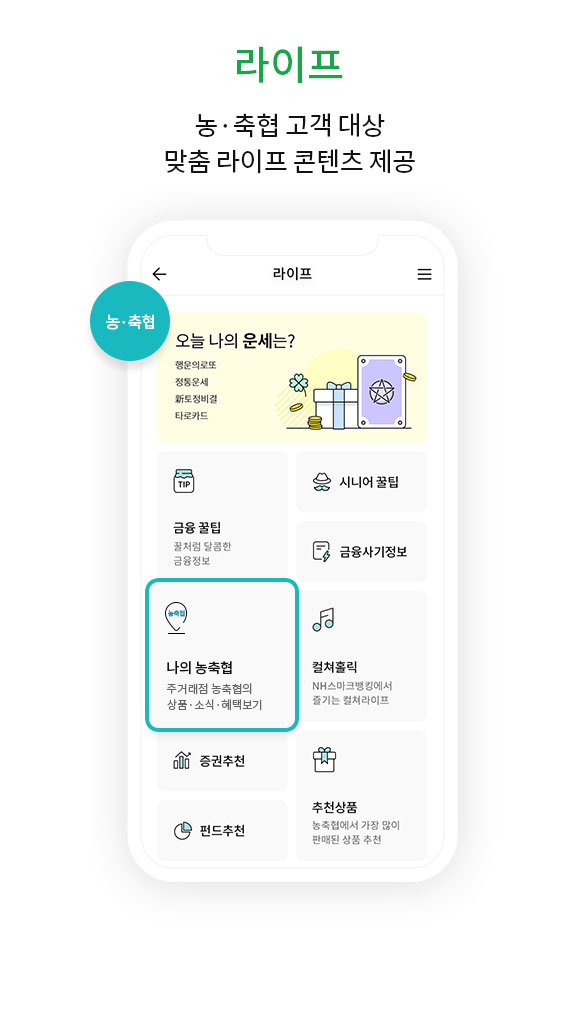 라이프
농·축협 고객 대상
맞춤 라이프 콘텐츠 제공
라이프
농·축협
오늘 나의 운세는?
행운의로또
정통운세
新토정비결
타로카드
TIP
금융 꿀팁
꿀처럼 달콤한
금융정보
시니어 꿀팁
금융사기정보
농축협
나의 농축협
주거래점 농축협의
상품·소식·혜택보기
컬쳐홀릭
NH스마크뱅킹에서
즐기는 컬쳐라이프
증권추천
펀드추천
추천상품
농축협에서 가장 많이
판매된 상품 추천